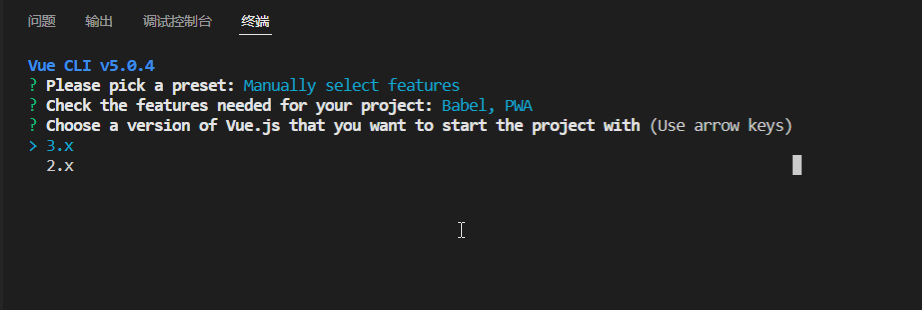 问题 输出 调试控制台 终端
Vue CLI v5.0.4
? Please pick a preset: Manually select features
? Check the features needed for your project: Babel, PWA
? Choose a version of Vue.js that you want to start the project with (Use arrow keys)
> 3.x
2.x